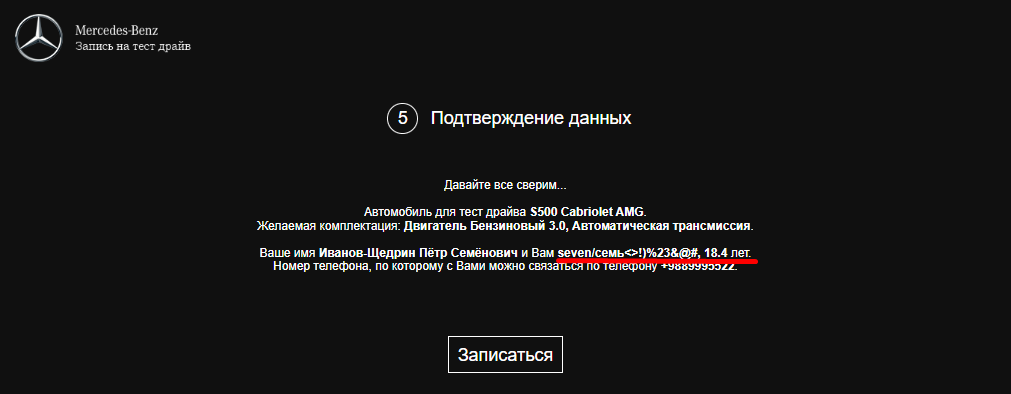 Mercedes-Benz
Запись на тест драйв
5 Подтверждение данных
Давайте все сверим...
Автомобиль для тест драйва S500 Cabriolet AMG.
Желаемая комплектация: Двигатель Бензиновый 3.0, Автоматическая трансмиссия.
Ваше имя Иванов-Щедрин Пётр Семёнович и Вам seven/семь<>!)%23&@#, 18.4 лет.
Номер телефона, по которому с Вами можно связаться по телефону +9889995522.
Записаться